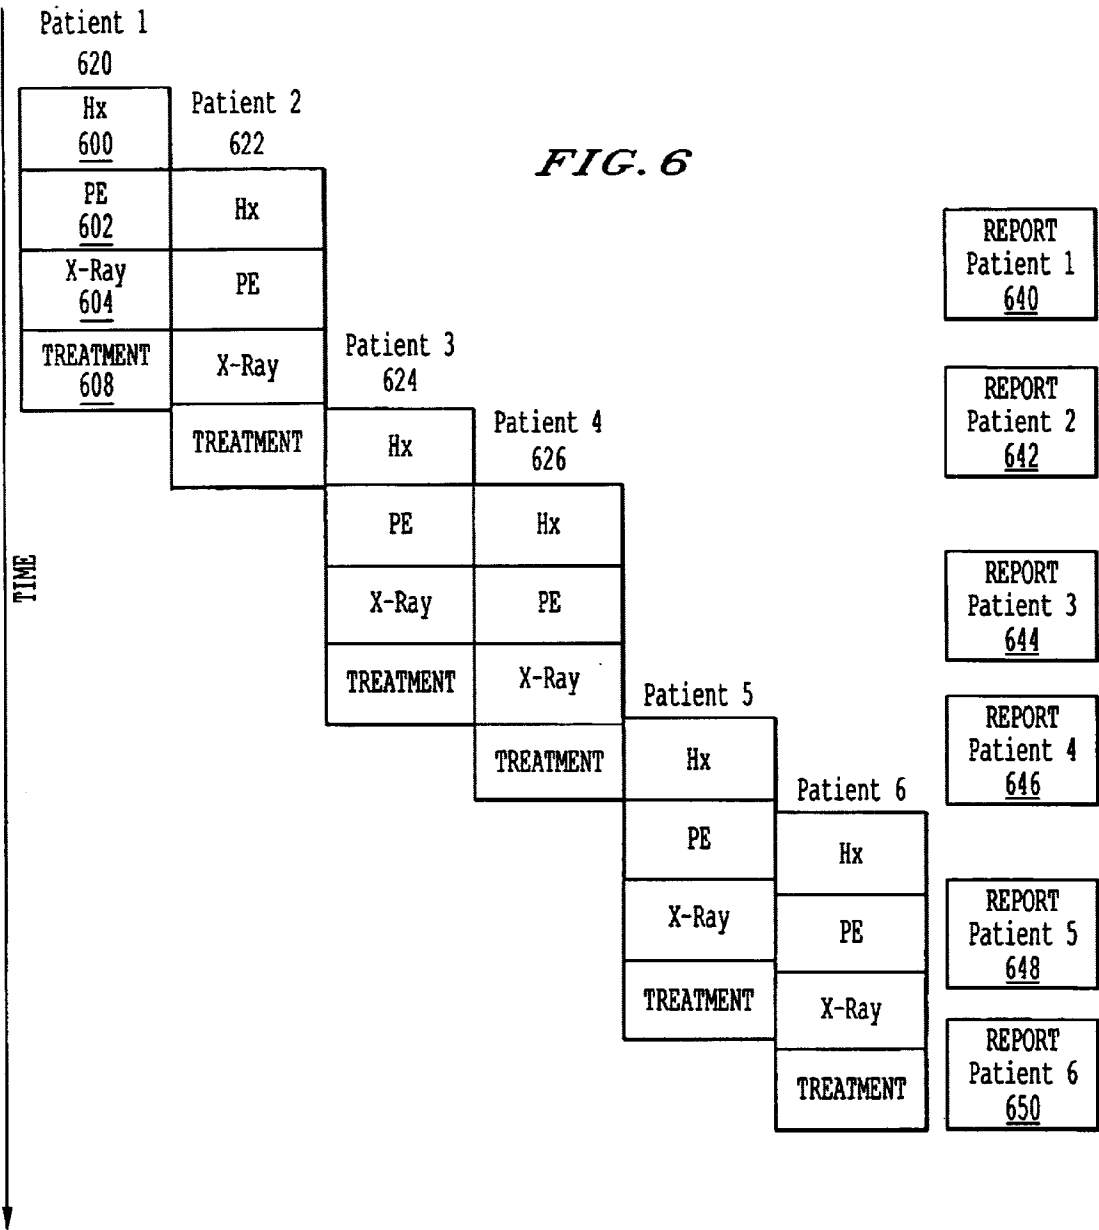 Patient 1
620
Hx
600
PE
602
X-Ray
604
TREATMENT
608
Patient 2
622
Hx
PE
X-Ray
TREATMENT
FIG. 6
Patient 3
624
Hx
PE
X-Ray
TREATMENT
Patient 4
626
Hx
PE
X-Ray
TREATMENT
Patient 5
Hx
PE
X-Ray
TREATMENT
Patient 6
Hx
PE
X-Ray
TREATMENT
REPORT
Patient 1
640
REPORT
Patient 2
642
REPORT
Patient 3
644
REPORT
Patient 4
646
REPORT
Patient 5
648
REPORT
Patient 6
650
TIME